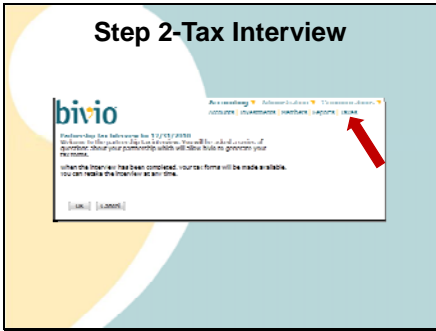 Step 2-Tax Interview
bivio
Accounting Administration Communications
Accounts | Investments | Members | Reports | Taxes
Partnership Tax Interview for 12/31/2010
Welcome to the partnership tax interview. You will be asked a series of
questions about your partnership which will allow bivio to generate your
tax forms.
When the interview has been completed, your tax forms will be made available.
You can retake the interview at any time.
OK Cancel